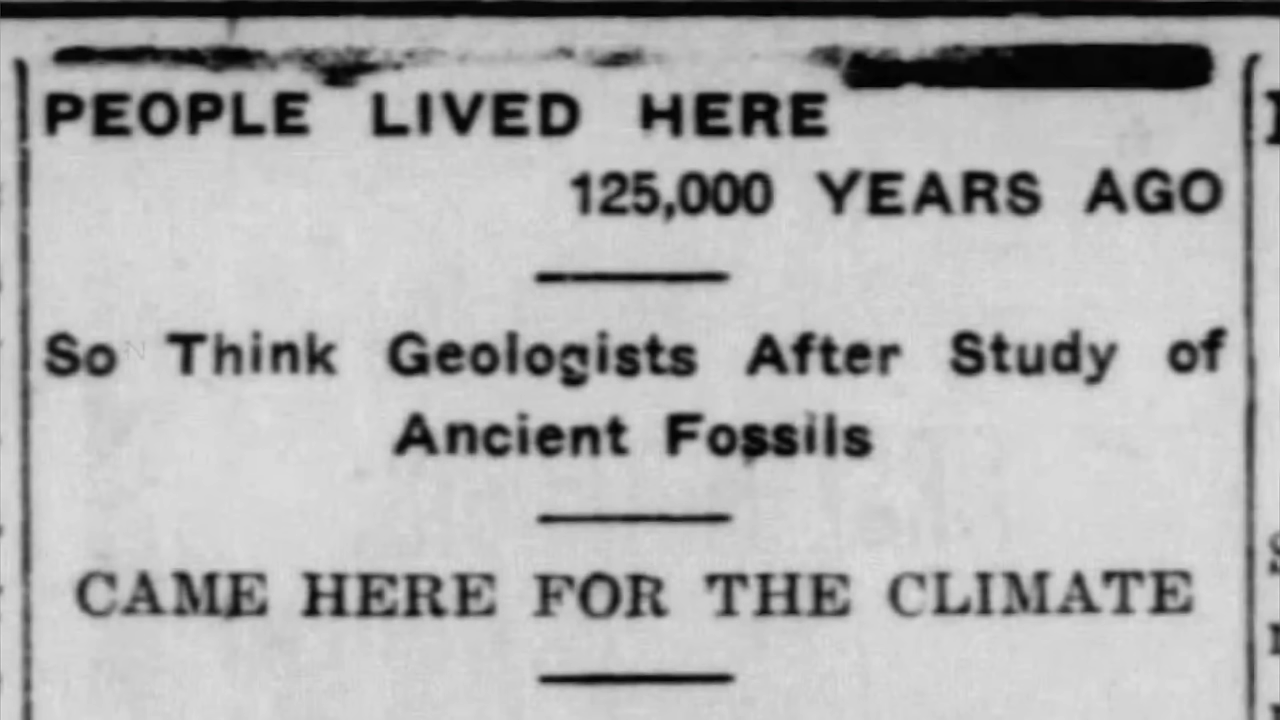 PEOPLE LIVED HERE
125,000 YEARS AGO
So Think Geologists After Study of
Ancient Fossils
CAME HERE FOR THE CLIMATE